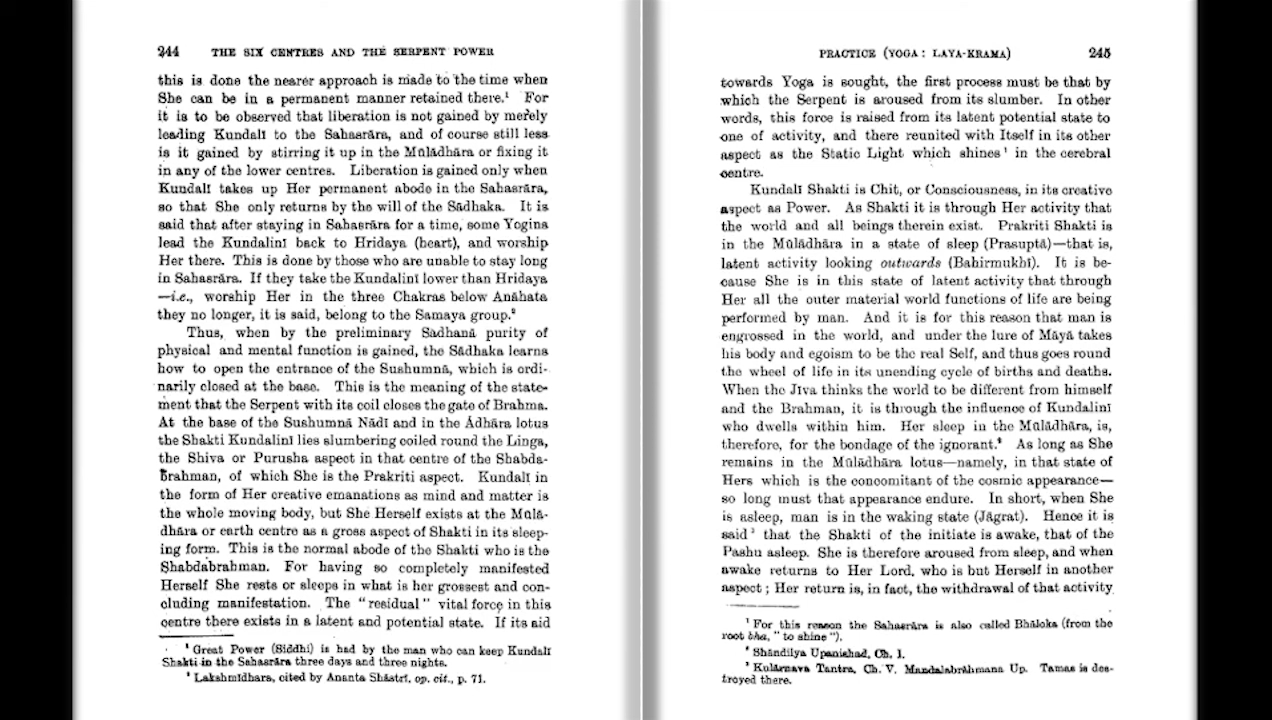 244 THE SIX CENTRES AND THE SERPENT POWER
this is done the nearer approach is made to the time when
She can be in a permanent manner retained there.¹ For
it is to be observed that liberation is not gained by merely
leading Kundalī to the Sahasrāra, and of course still less
is it gained by stirring it up in the Mūlādhāra or fixing it
in any of the lower centres. Liberation is gained only when
Kundalī takes up Her permanent abode in the Sahasrāra,
so that She only returns by the will of the Sādhaka. It is
said that after staying in Sahasrāra for a time, some Yogins
lead the Kundalinī back to Hridaya (heart), and worship
Her there. This is done by those who are unable to stay long
in Sahasrāra. If they take the Kundalinī lower than Hridaya
—i.e., worship Her in the three Chakras below Anāhata
they no longer, it is said, belong to the Samaya group.²
Thus, when by the preliminary Sādhanā purity of
physical and mental function is gained, the Sādhaka learns
how to open the entrance of the Sushumnā, which is ordi-
narily closed at the base. This is the meaning of the state-
ment that the Serpent with its coil closes the gate of Brahma.
At the base of the Sushumnā Nādī and in the Ādhāra lotus
the Shakti Kundalinī lies slumbering coiled round the Linga,
the Shiva or Purusha aspect in that centre of the Shabda-
Brahman, of which She is the Prakriti aspect. Kundalī in
the form of Her creative emanations as mind and matter is
the whole moving body, but She Herself exists at the Mūlā-
dhāra or earth centre as a gross aspect of Shakti in its sleep-
ing form. This is the normal abode of the Shakti who is the
Shabdabrahman. For having so completely manifested
Herself She rests or sleeps in what is her grossest and con-
cluding manifestation. The "residual" vital force in this
centre there exists in a latent and potential state. If its aid
¹ Great Power (Siddhi) is had by the man who can keep Kundalī
Shakti in the Sahasrāra three days and three nights.
² Lakshmīdhara, cited by Ananta Shāstrī, op. cit., p. 71.
PRACTICE (YOGA: LAYA-KRAMA) 245
towards Yoga is sought, the first process must be that by
which the Serpent is aroused from its slumber. In other
words, this force is raised from its latent potential state to
one of activity, and there reunited with Itself in its other
aspect as the Static Light which shines¹ in the cerebral
centre.
Kundalī Shakti is Chit, or Consciousness, in its creative
aspect as Power. As Shakti it is through Her activity that
the world and all beings therein exist. Prakriti Shakti is
in the Mūlādhāra in a state of sleep (Prasuptā)—that is,
latent activity looking outwards (Bahirmukhī). It is be-
cause She is in this state of latent activity that through
Her all the outer material world functions of life are being
performed by man. And it is for this reason that man is
engrossed in the world, and under the lure of Māyā takes
his body and egoism to be the real Self, and thus goes round
the wheel of life in its unending cycle of births and deaths.
When the Jīva thinks the world to be different from himself
and the Brahman, it is through the influence of Kundalinī
who dwells within him. Her sleep in the Mūlādhāra, is,
therefore, for the bondage of the ignorant.² As long as She
remains in the Mūlādhāra lotus—namely, in that state of
Hers which is the concomitant of the cosmic appearance—
so long must that appearance endure. In short, when She
is asleep, man is in the waking state (Jāgrat). Hence it is
said³ that the Shakti of the initiate is awake, that of the
Pashu asleep. She is therefore aroused from sleep, and when
awake returns to Her Lord, who is but Herself in another
aspect; Her return is, in fact, the withdrawal of that activity
¹ For this reason the Sahasrāra is also called Bhāloka (from the
root bha, "to shine").
² Shāndilya Upanishad, Ch. 1.
³ Kulārnava Tantra, Ch. V. Mandalabrāhmana Up. Tamas is des-
troyed there.